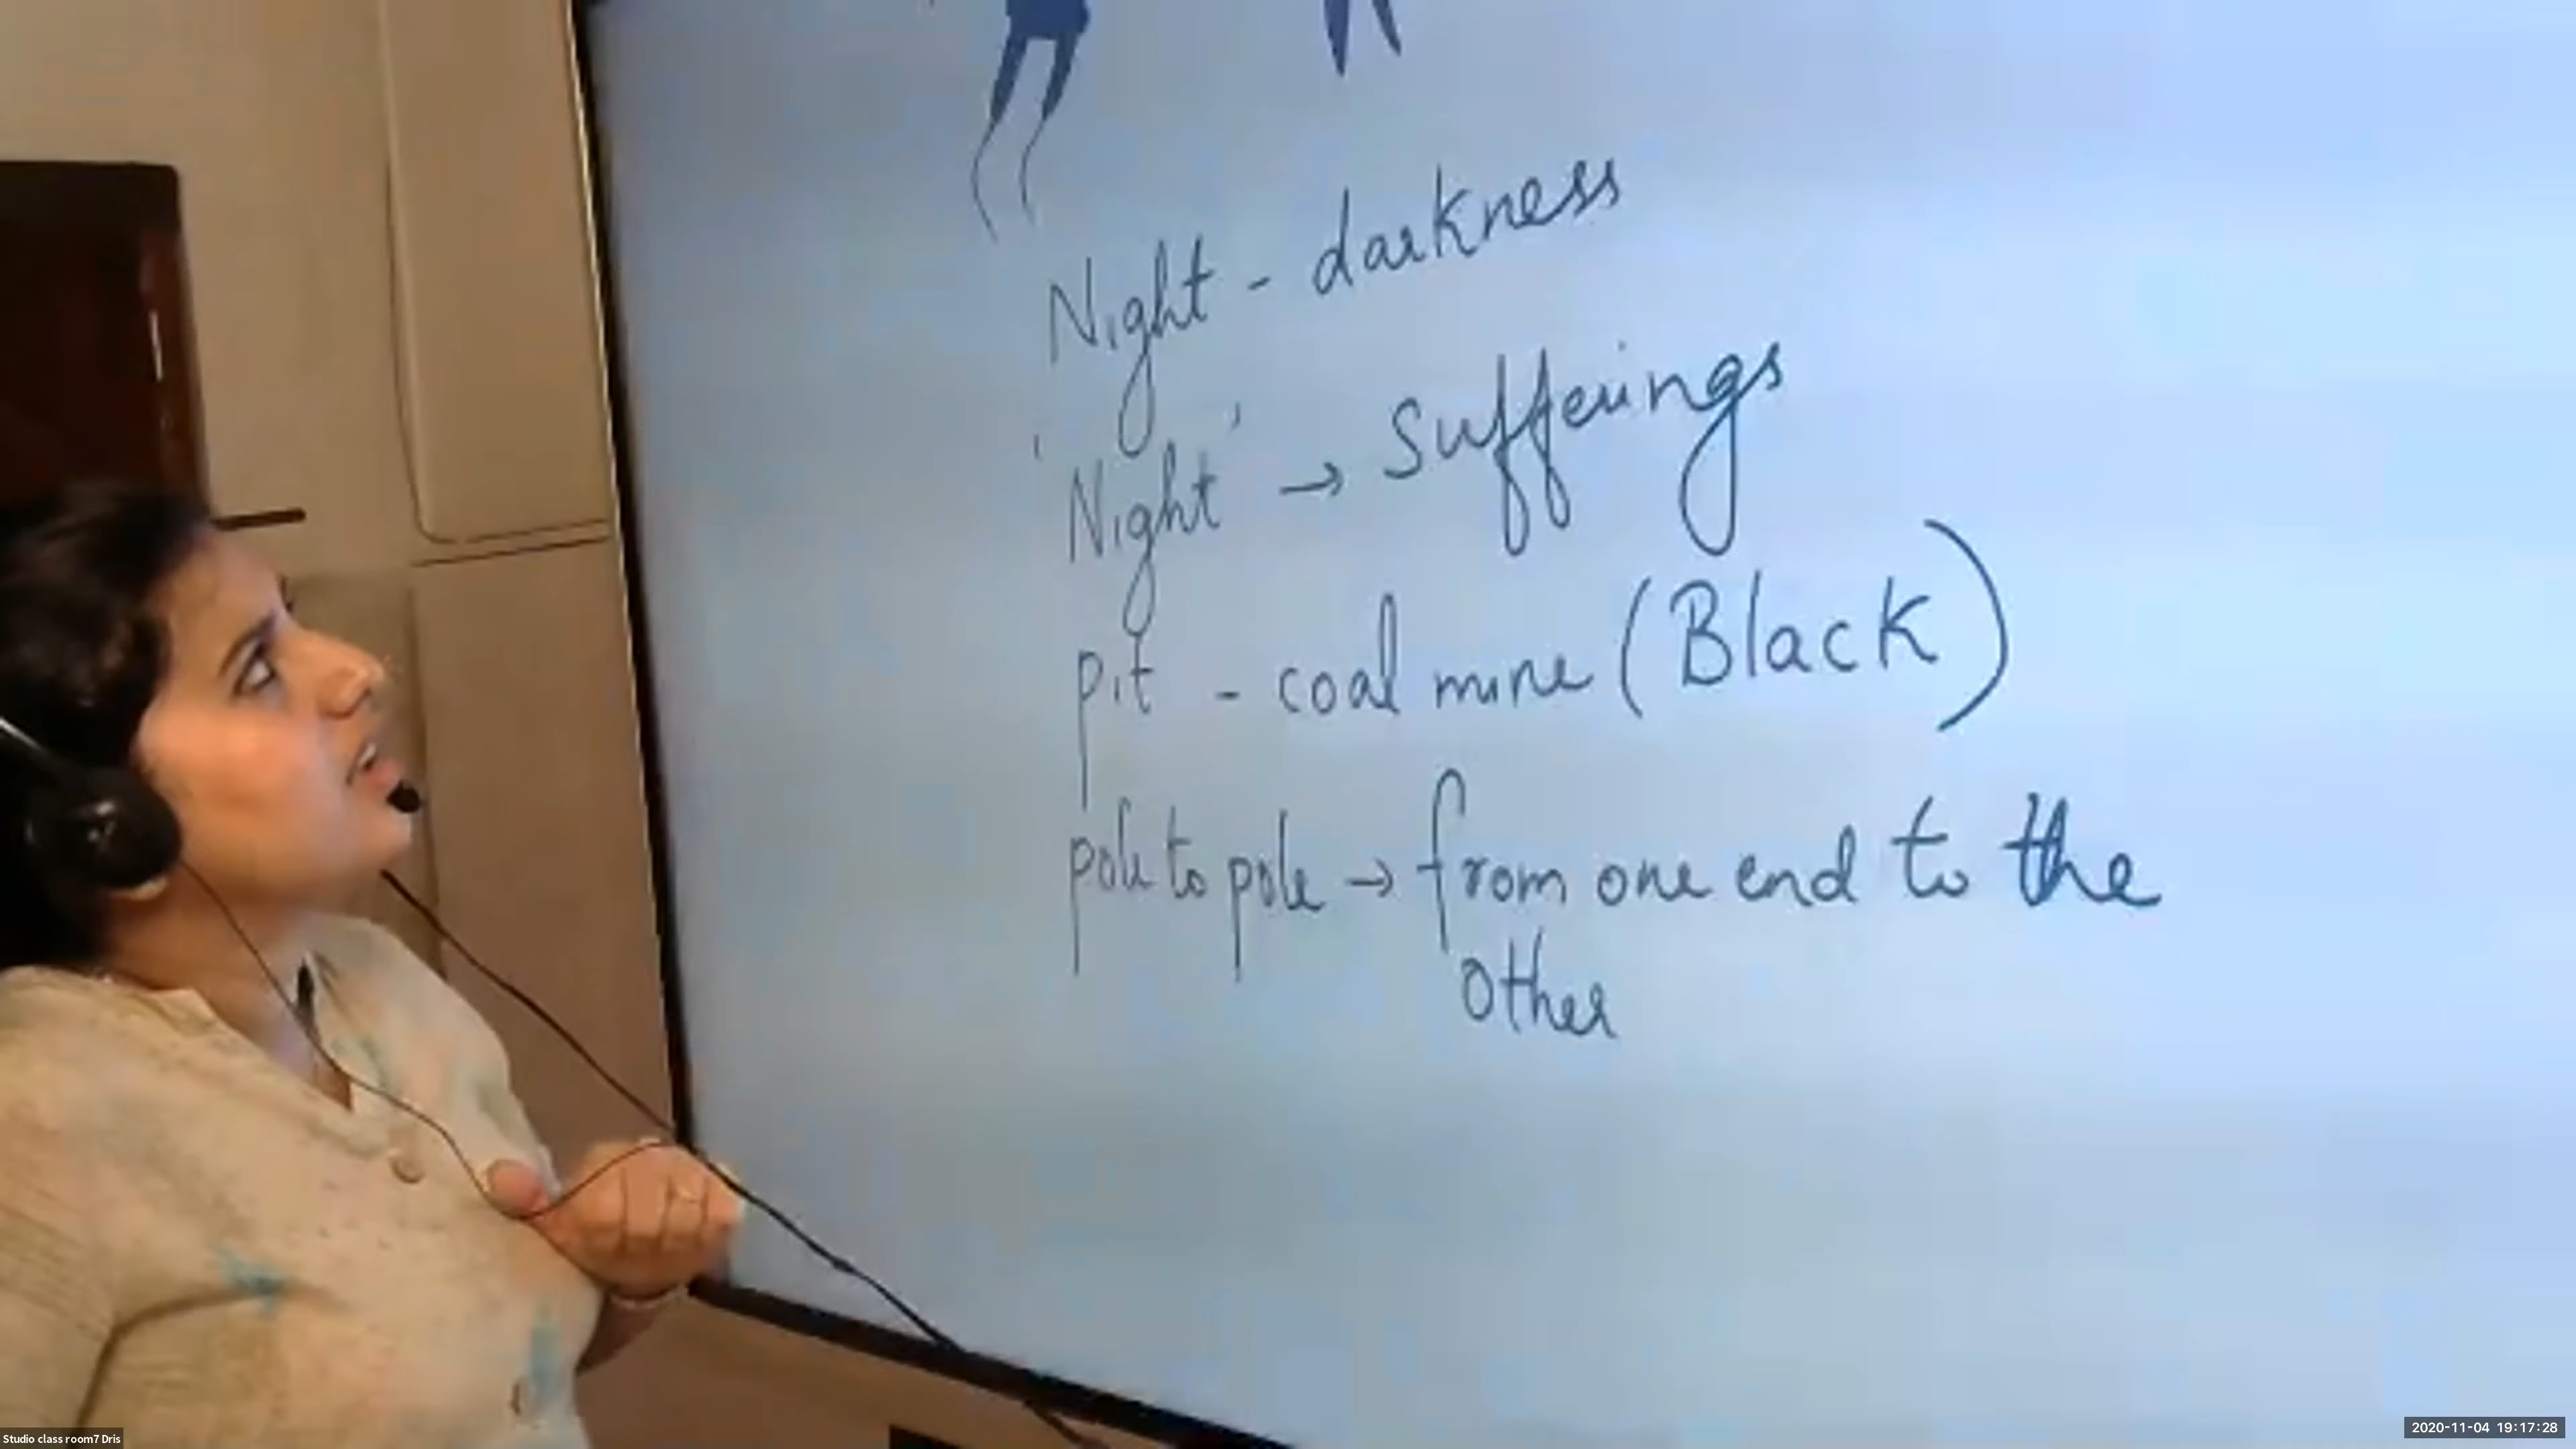 Night - darkness
'Night' → Sufferings
pit - coal mine (Black)
pole to pole → from one end to the
other
Studio class room7 Dris
2020-11-04 19:17:28